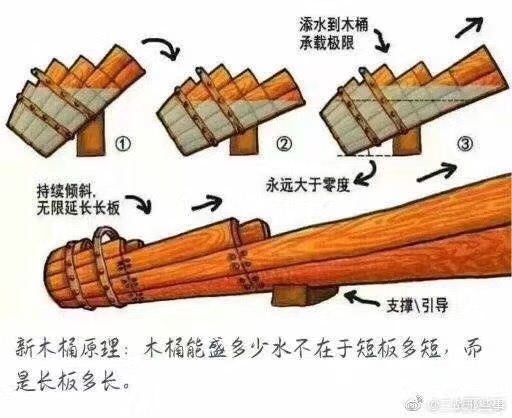 添水到木桶
承载极限
①
②
③
永远大于零度
持续倾斜,
无限延长长板
支撑\引导
新木桶原理：木桶能盛多少水不在于短板多短，而
是长板多长。